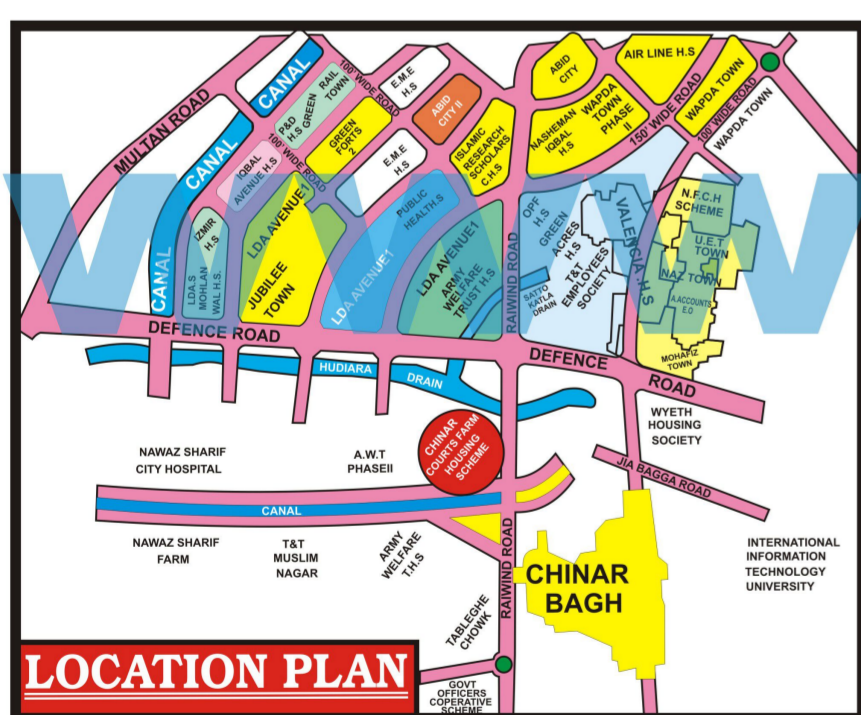 MULTAN ROAD
CANAL
CANAL
CANAL
100' WIDE ROAD
100' WIDE ROAD
P&D
H.S GREEN
RAIL
TOWN
GREEN
FORTS
2
E.M.E
H.S
E.M.E
H.S
ABID
CITY II
ISLAMIC
RESEARCH
SCHOLARS
C.H.S
ABID
CITY
AIR LINE H.S
NASHEMAN
IQBAL
H.S
WAPDA
TOWN
PHASE
II
150' WIDE ROAD
WAPDA TOWN
100' WIDE ROAD
WAPDA TOWN
IQBAL
AVENUE H.S
IZMIR
H.S
LDA.S
MOHLAN
WAL H.S.
LDA AVENUE1
JUBILEE
TOWN
PUBLIC
HEALTH.S
LDA AVENUE1
LDA AVENUE1
ARMY
WELFARE
TRUST H.S
RAIWIND ROAD
OPF
H.S
GREEN
ACRES
H.S
T&T
EMPLOYEES
SOCIETY
SATTO
KATLA
DRAIN
VALENCIA .H.S
N.F.C.H
SCHEME
U.E.T
TOWN
NAZ TOWN
A.ACCOUNTS
E.O
MOHAFIZ
TOWN
www
DEFENCE ROAD
DEFENCE
ROAD
HUDIARA
DRAIN
WYETH
HOUSING
SOCIETY
JIA BAGGA ROAD
NAWAZ SHARIF
CITY HOSPITAL
A.W.T
PHASEII
CHINAR
COURTS FARM
HOUSING
SCHEME
CANAL
NAWAZ SHARIF
FARM
T&T
MUSLIM
NAGAR
ARMY
WELFARE
T.H.S
RAIWIND ROAD
CHINAR
BAGH
INTERNATIONAL
INFORMATION
TECHNOLOGY
UNIVERSITY
TABLEGHE
CHOWK
GOVT
OFFICERS
COPERATIVE
SCHEME
LOCATION PLAN